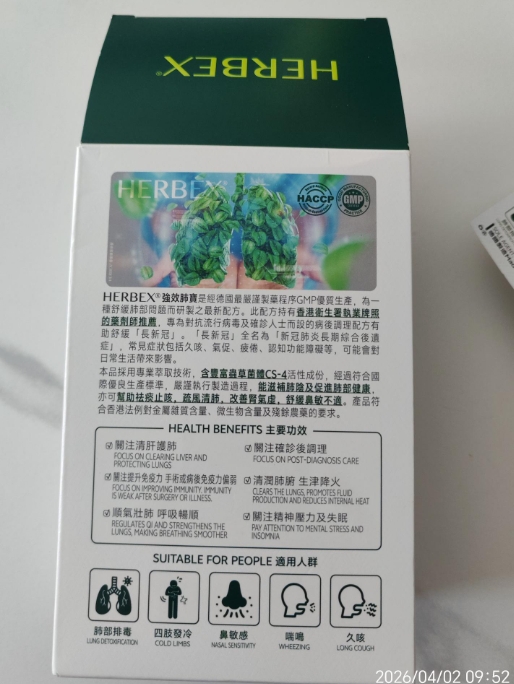 HERBEX®
HERBEX
HACCP
GMP
HERBEX®強效肺寶是經德國最嚴謹製藥程序GMP優質生產，為一
種舒緩肺部問題而研製之最新配方。此配方持有香港衛生署執業牌照
的藥劑師推薦，專為對抗流行病毒及確診人士而設的病後調理配方有
助舒緩「長新冠」。「長新冠」全名為「新冠肺炎長期綜合後遺
症」，常見症狀包括久咳、氣促、疲倦、認知功能障礙等，可能會對
日常生活帶來影響。
本品採用專業萃取技術，含豐富蟲草菌體CS-4活性成份，經過符合國
際優良生產標準，嚴謹執行製造過程，能滋補肺陰及促進肺部健康，
亦可幫助祛痰止咳，疏風清肺，改善腎氣虛，舒緩鼻敏不適。產品符
合香港法例對金屬雜質含量、微生物含量及殘餘農藥的要求。
HEALTH BENEFITS 主要功效
關注清肝護肺
FOCUS ON CLEARING LIVER AND
PROTECTING LUNGS
關注確診後調理
FOCUS ON POST-DIAGNOSIS CARE
關注提升免疫力 手術或病後免疫力偏弱
FOCUS ON IMPROVING IMMUNITY. IMMUNITY
IS WEAK AFTER SURGERY OR ILLNESS.
清潤肺腑 生津降火
CLEARS THE LUNGS, PROMOTES FLUID
PRODUCTION AND REDUCES INTERNAL HEAT
順氣壯肺 呼吸暢順
REGULATES QI AND STRENGTHENS THE
LUNGS, MAKING BREATHING SMOOTHER
關注精神壓力及失眠
PAY ATTENTION TO MENTAL STRESS AND
INSOMNIA
SUITABLE FOR PEOPLE 適用人群
肺部排毒
LUNG DETOXIFICATION
四肢發冷
COLD LIMBS
鼻敏感
NASAL SENSITIVITY
喘鳴
WHEEZING
久咳
LONG COUGH
2026/04/02 09:52